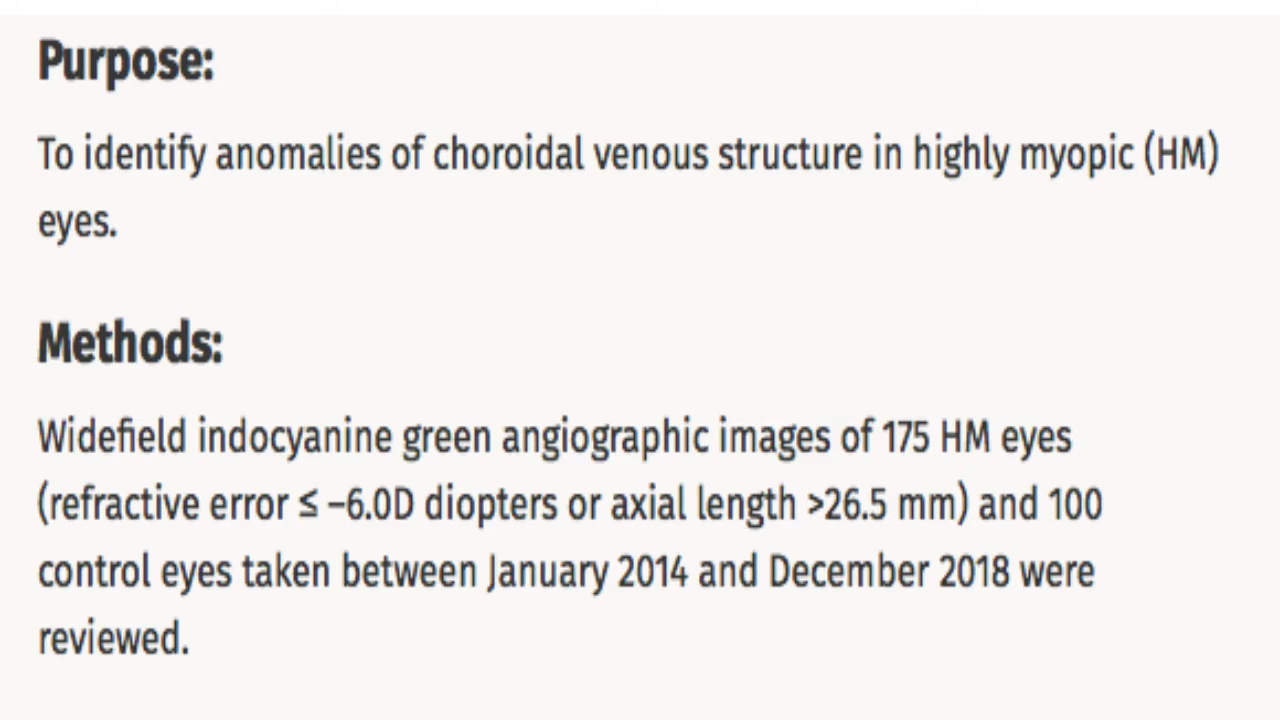 Purpose:
To identify anomalies of choroidal venous structure in highly myopic (HM)
eyes.
Methods:
Widefield indocyanine green angiographic images of 175 HM eyes
(refractive error ≤ −6.0D diopters or axial length >26.5 mm) and 100
control eyes taken between January 2014 and December 2018 were
reviewed.